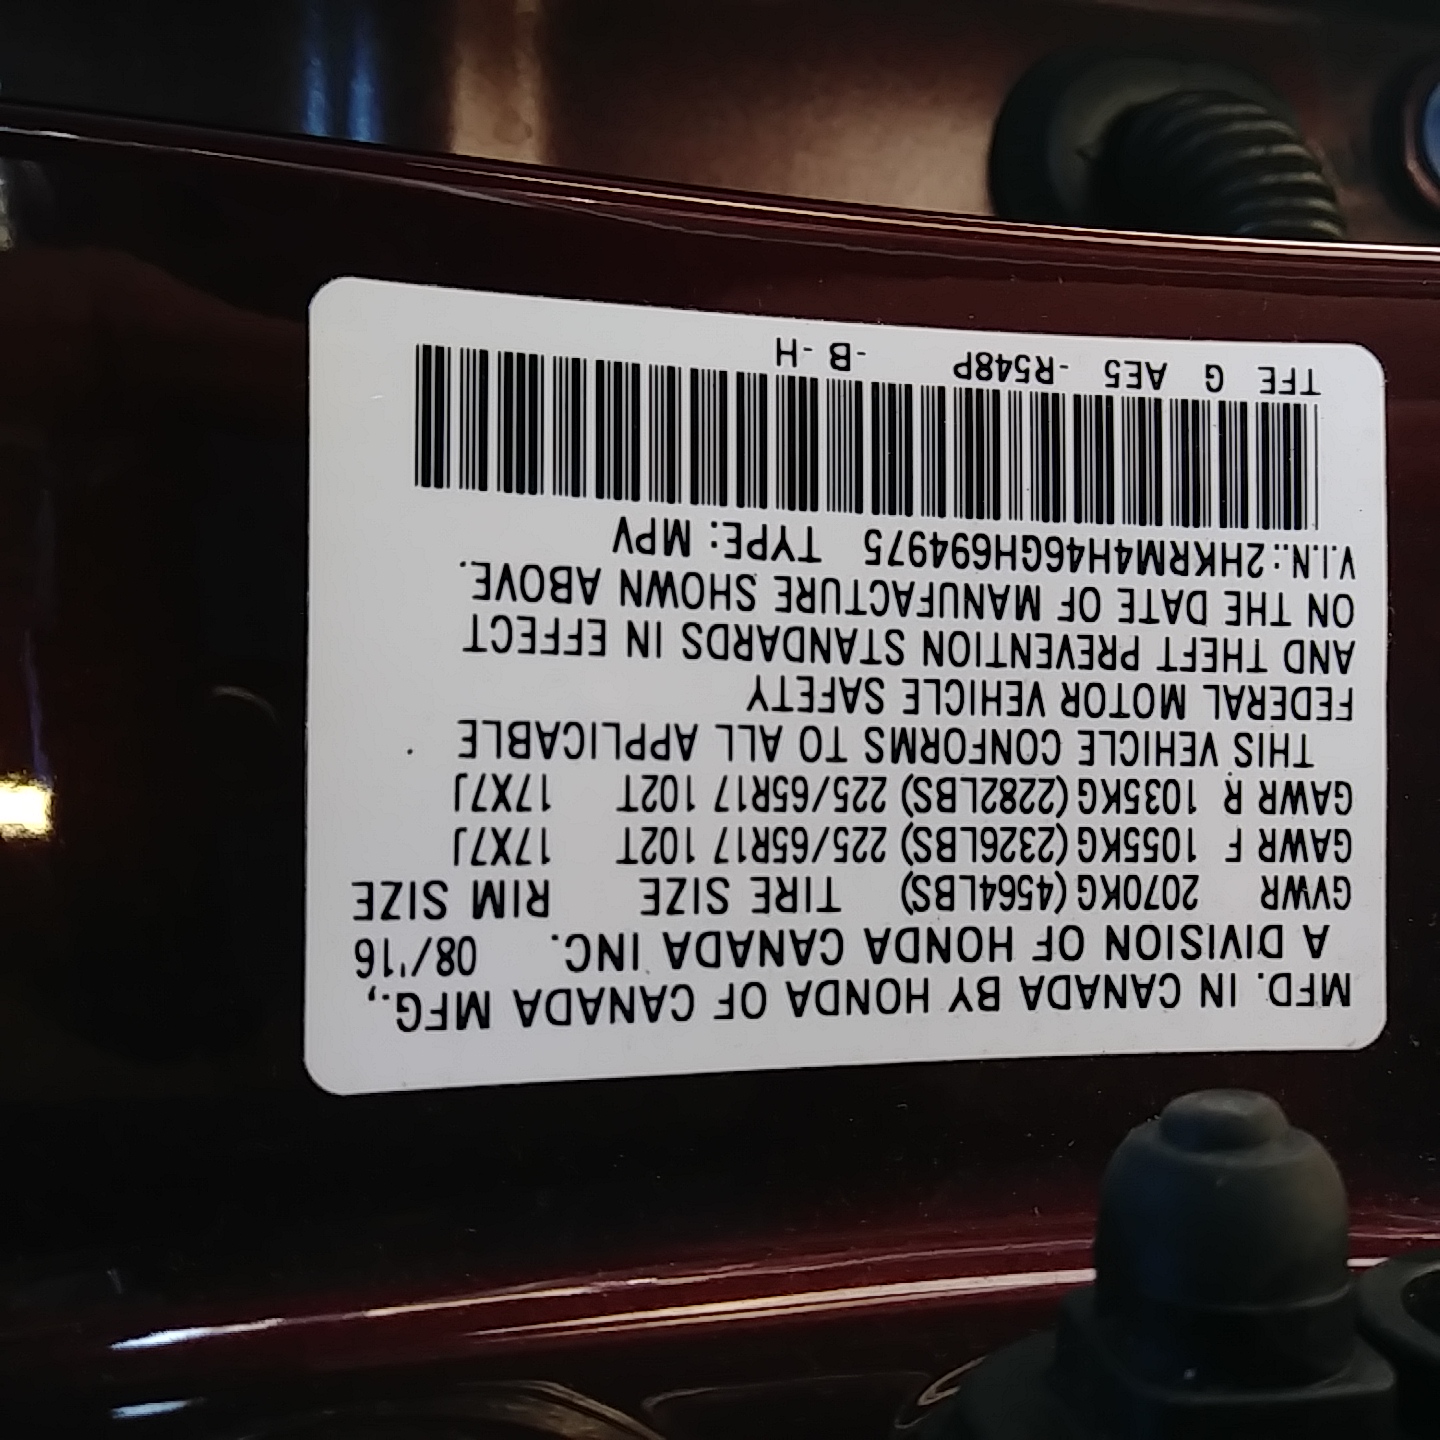 MFD. IN CANADA BY HONDA OF CANADA MFG.,
A DIVISION OF HONDA CANADA INC. 08/'16
GVWR 2070KG (4564LBS) TIRE SIZE RIM SIZE
GAWR F 1055KG (2326LBS) 225/65R17 102T 17X7J
GAWR R 1035KG (2282LBS) 225/65R17 102T 17X7J
THIS VEHICLE CONFORMS TO ALL APPLICABLE
FEDERAL MOTOR VEHICLE SAFETY
AND THEFT PREVENTION STANDARDS IN EFFECT
ON THE DATE OF MANUFACTURE SHOWN ABOVE.
V.I.N.: 2HKRM4H46GH694975 TYPE: MPV
TFE G AE5 -R548P -B -H